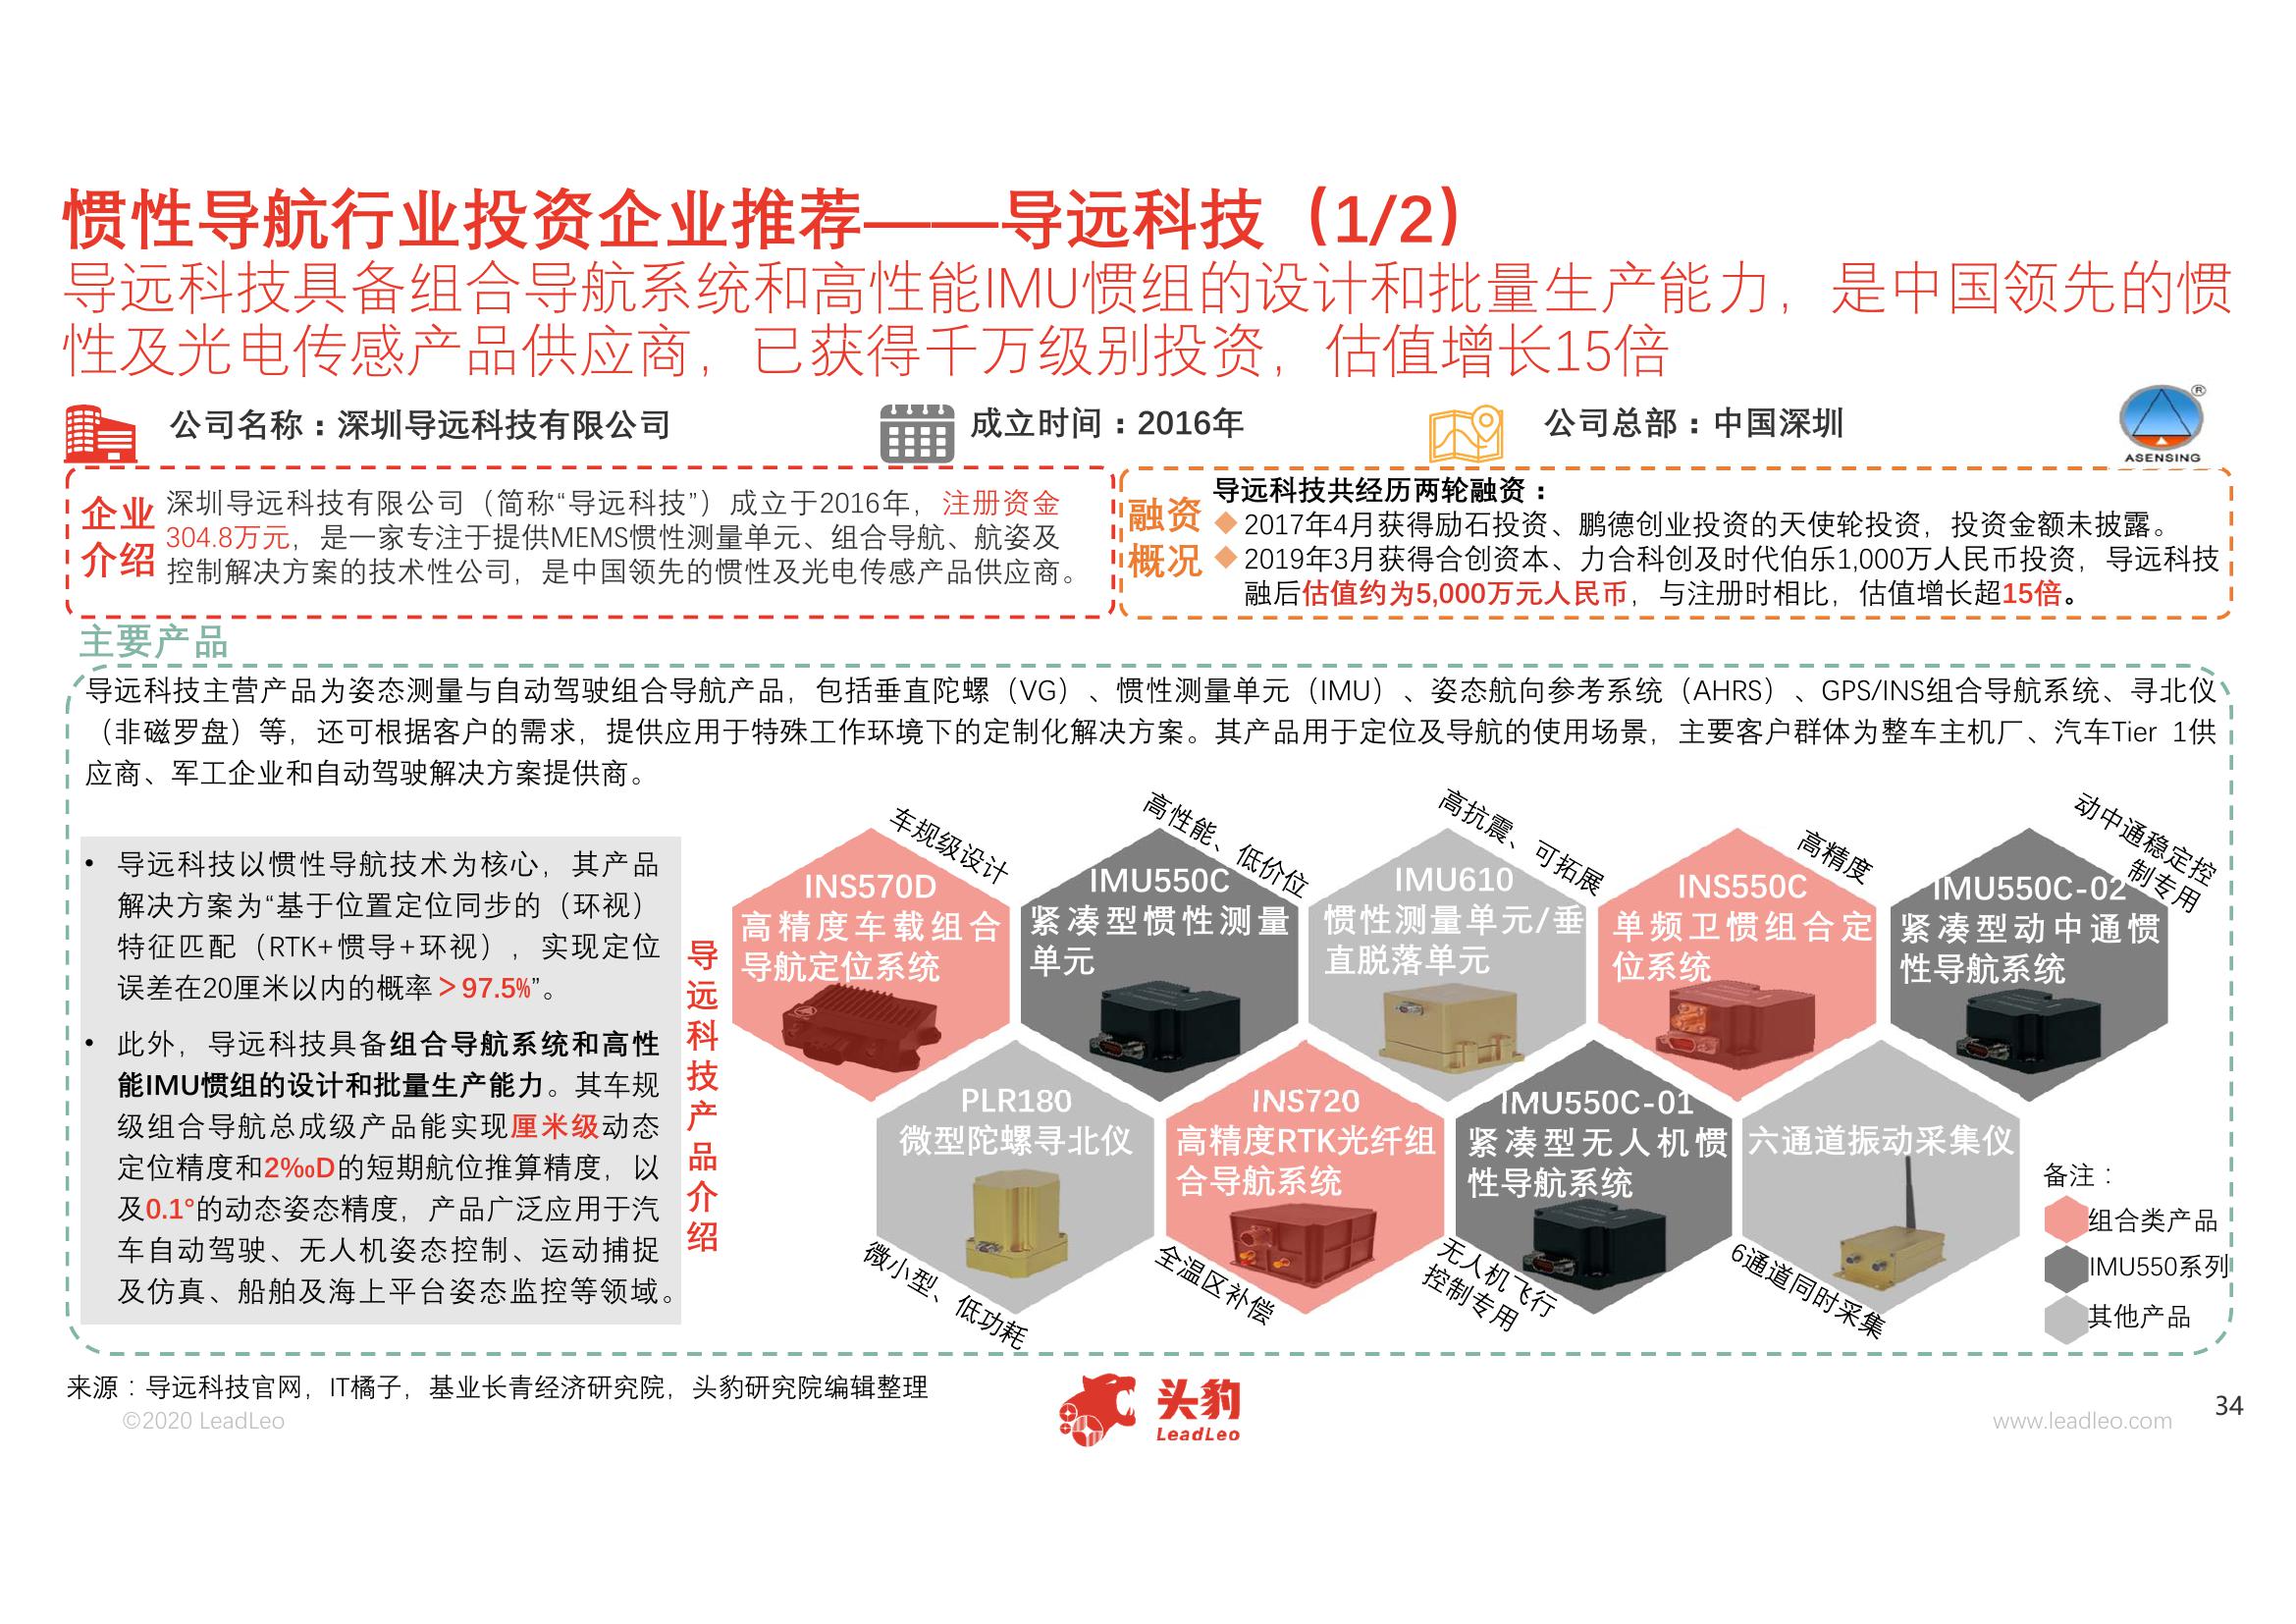 惯性导航行业投资企业推荐——导远科技（1/2）
导远科技具备组合导航系统和高性能IMU惯组的设计和批量生产能力，是中国领先的惯
性及光电传感产品供应商，已获得千万级别投资，估值增长15倍
公司名称：深圳导远科技有限公司
成立时间：2016年
公司总部：中国深圳
®
ASENSING
企业
介绍
深圳导远科技有限公司（简称“导远科技”）成立于2016年，注册资金
304.8万元，是一家专注于提供MEMS惯性测量单元、组合导航、航姿及
控制解决方案的技术性公司，是中国领先的惯性及光电传感产品供应商。
融资
概况
导远科技共经历两轮融资：
2017年4月获得励石投资、鹏德创业投资的天使轮投资，投资金额未披露。
2019年3月获得合创资本、力合科创及时代伯乐1,000万人民币投资，导远科技
融后估值约为5,000万元人民币，与注册时相比，估值增长超15倍。
主要产品
导远科技主营产品为姿态测量与自动驾驶组合导航产品，包括垂直陀螺（VG）、惯性测量单元（IMU）、姿态航向参考系统（AHRS）、GPS/INS组合导航系统、寻北仪
（非磁罗盘）等，还可根据客户的需求，提供应用于特殊工作环境下的定制化解决方案。其产品用于定位及导航的使用场景，主要客户群体为整车主机厂、汽车Tier 1供
应商、军工企业和自动驾驶解决方案提供商。
• 导远科技以惯性导航技术为核心，其产品
解决方案为“基于位置定位同步的（环视）
特征匹配（RTK+惯导+环视），实现定位
误差在20厘米以内的概率＞97.5%”。
• 此外，导远科技具备组合导航系统和高性
能IMU惯组的设计和批量生产能力。其车规
级组合导航总成级产品能实现厘米级动态
定位精度和2‰D的短期航位推算精度，以
及0.1°的动态姿态精度，产品广泛应用于汽
车自动驾驶、无人机姿态控制、运动捕捉
及仿真、船舶及海上平台姿态监控等领域。
导远科技产品介绍
车规级设计
INS570D
高精度车载组合
导航定位系统
高性能、低价位
IMU550C
紧凑型惯性测量
单元
高抗震、可拓展
IMU610
惯性测量单元/垂
直脱落单元
高精度
INS550C
单频卫惯组合定
位系统
动中通稳定控
制专用
IMU550C-02
紧凑型动中通惯
性导航系统
PLR180
微型陀螺寻北仪
微小型、低功耗
INS720
高精度RTK光纤组
合导航系统
全温区补偿
IMU550C-01
紧凑型无人机惯
性导航系统
无人机飞行
控制专用
六通道振动采集仪
6通道同时采集
备注：
组合类产品
IMU550系列
其他产品
来源：导远科技官网，IT橘子，基业长青经济研究院，头豹研究院编辑整理
©2020 LeadLeo
头豹
LeadLeo
www.leadleo.com
34